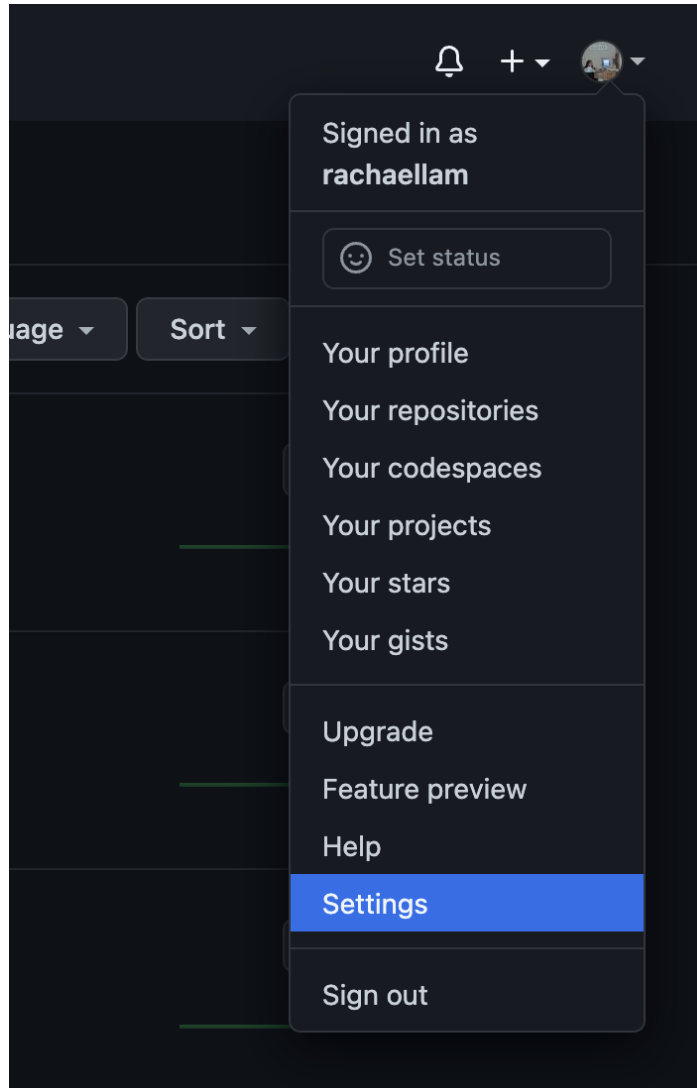 Signed in as
rachaellam
Set status
uage Sort
Your profile
Your repositories
Your codespaces
Your projects
Your stars
Your gists
Upgrade
Feature preview
Help
Settings
Sign out